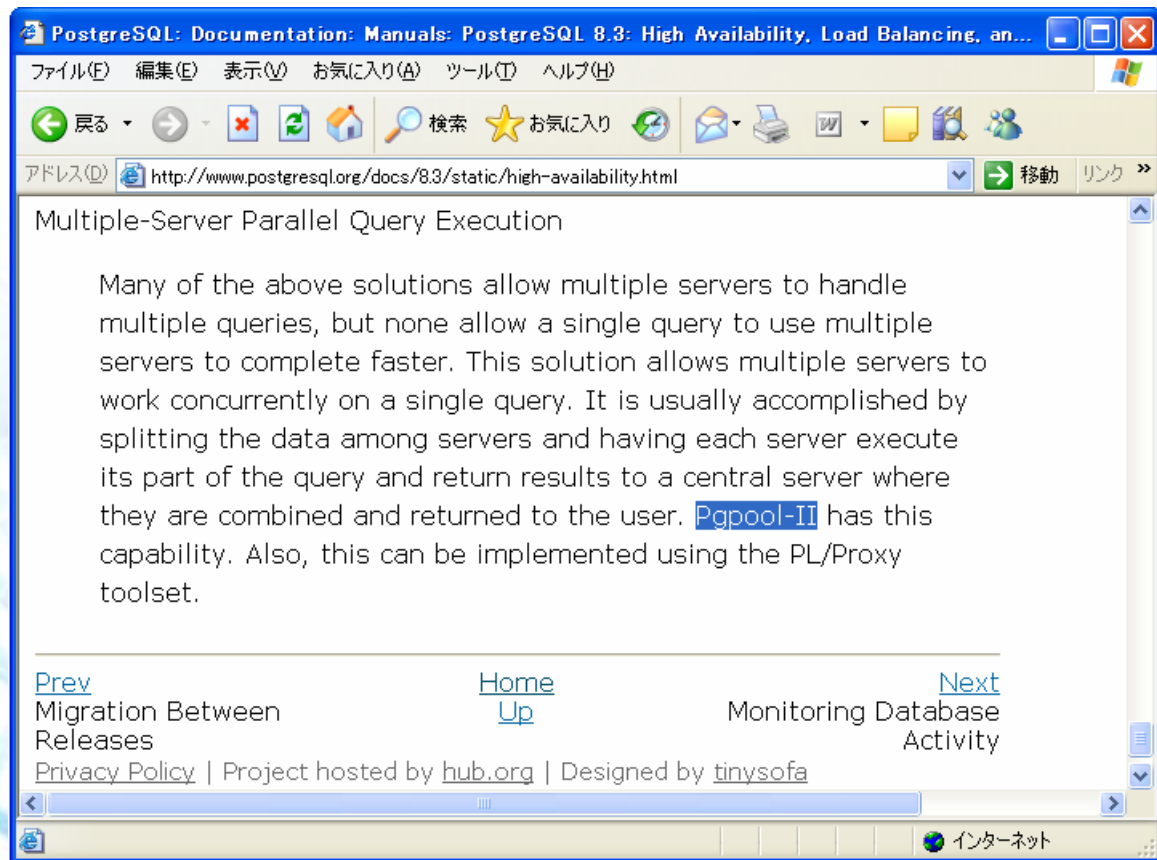 PostgreSQL: Documentation: Manuals: PostgreSQL 8.3: High Availability, Load Balancing, an...
ファイル(F) 編集(E) 表示(V) お気に入り(A) ツール(T) ヘルプ(H)
戻る 検索 お気に入り
アドレス(D) http://www.postgresql.org/docs/8.3/static/high-availability.html 移動 リンク »
Multiple-Server Parallel Query Execution
Many of the above solutions allow multiple servers to handle
multiple queries, but none allow a single query to use multiple
servers to complete faster. This solution allows multiple servers to
work concurrently on a single query. It is usually accomplished by
splitting the data among servers and having each server execute
its part of the query and return results to a central server where
they are combined and returned to the user. Pgpool-II has this
capability. Also, this can be implemented using the PL/Proxy
toolset.
Prev Home Next
Migration Between Up Monitoring Database
Releases Activity
Privacy Policy | Project hosted by hub.org | Designed by tinysofa
インターネット